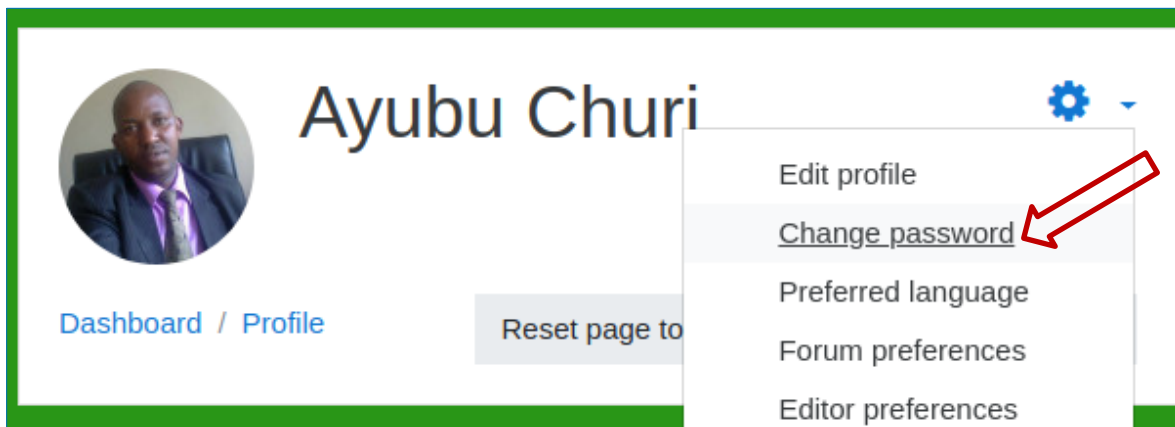 Ayubu Churi
Edit profile
Change password
Preferred language
Dashboard / Profile
Reset page to
Forum preferences
Editor preferences